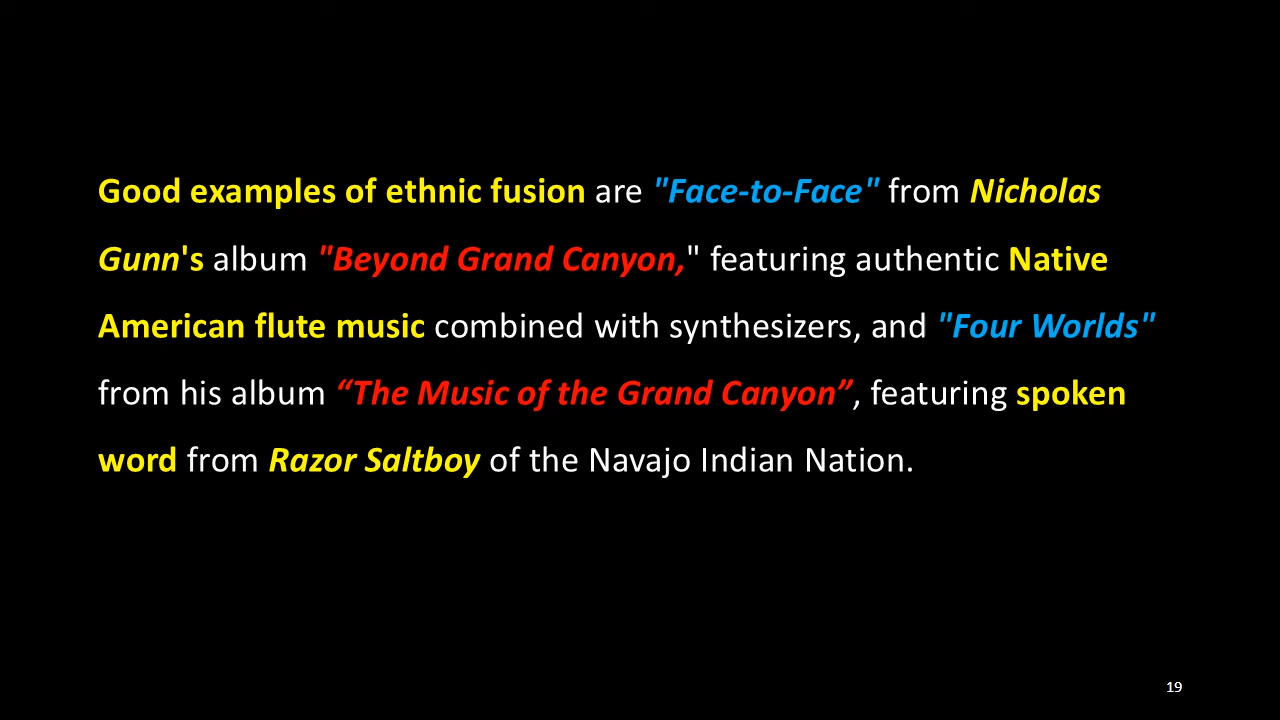 Good examples of ethnic fusion are "Face-to-Face" from Nicholas
Gunn's album "Beyond Grand Canyon," featuring authentic Native
American flute music combined with synthesizers, and "Four Worlds"
from his album “The Music of the Grand Canyon”, featuring spoken
word from Razor Saltboy of the Navajo Indian Nation.
19